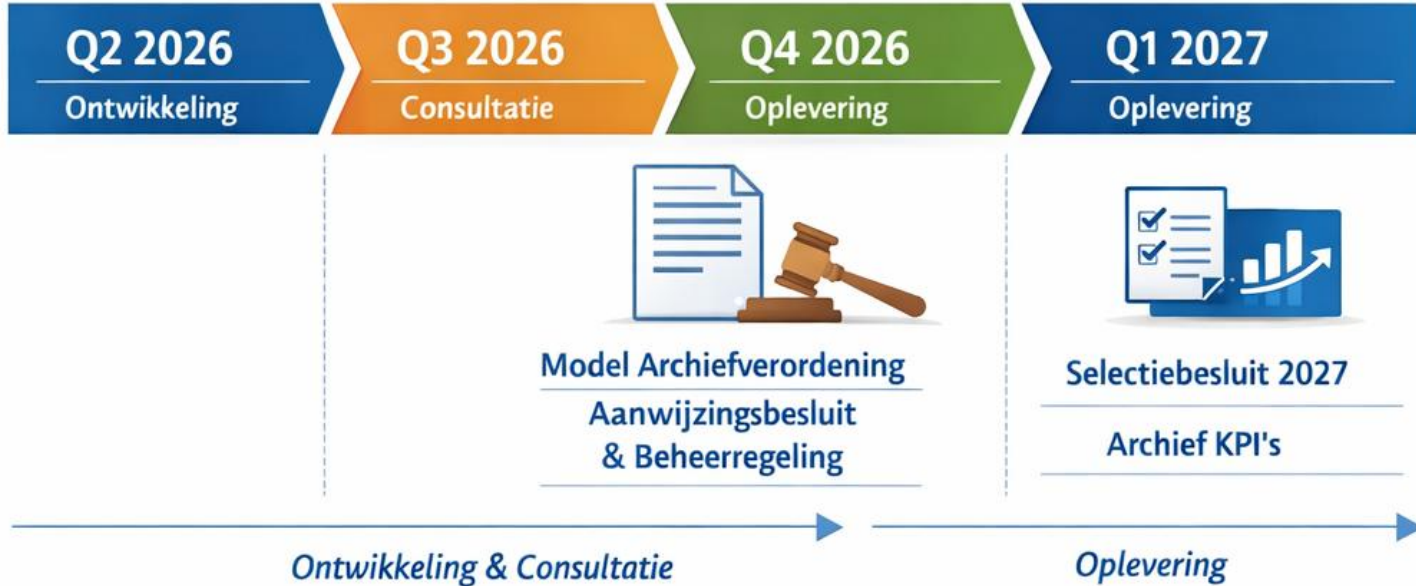 Q2 2026
Ontwikkeling
Q3 2026
Consultatie
Q4 2026
Oplevering
Q1 2027
Oplevering
Model Archiefverordening
Aanwijzingsbesluit
& Beheerregeling
Selectiebesluit 2027
Archief KPI's
Ontwikkeling & Consultatie
Oplevering